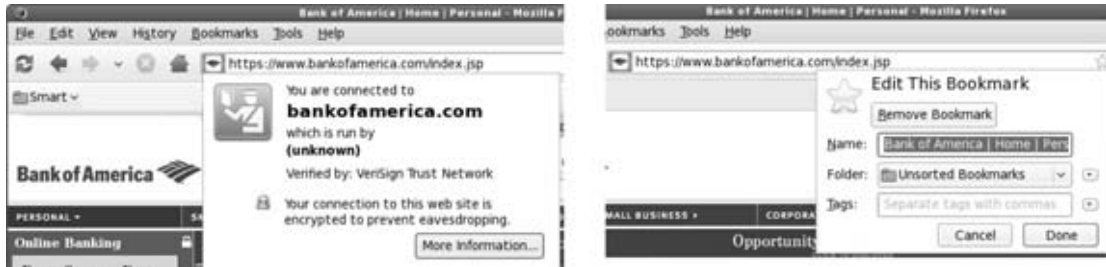 Bank of America | Home | Personal - Mozilla F
File Edit View History Bookmarks Tools Help
https://www.bankofamerica.com/index.jsp
Smart
You are connected to
bankofamerica.com
which is run by
(unknown)
Verified by: VeriSign Trust Network
Your connection to this web site is
encrypted to prevent eavesdropping.
More Information...
Bank of America
PERSONAL
Online Banking
Bank of America | Home | Personal - Mozilla Firefox
ookmarks Tools Help
https://www.bankofamerica.com/index.jsp
Edit This Bookmark
Remove Bookmark
Name: Bank of America | Home | Pers
Folder: Unsorted Bookmarks
Tags: Separate tags with commas
Cancel Done
MALL BUSINESS CORPORA
Opportunity